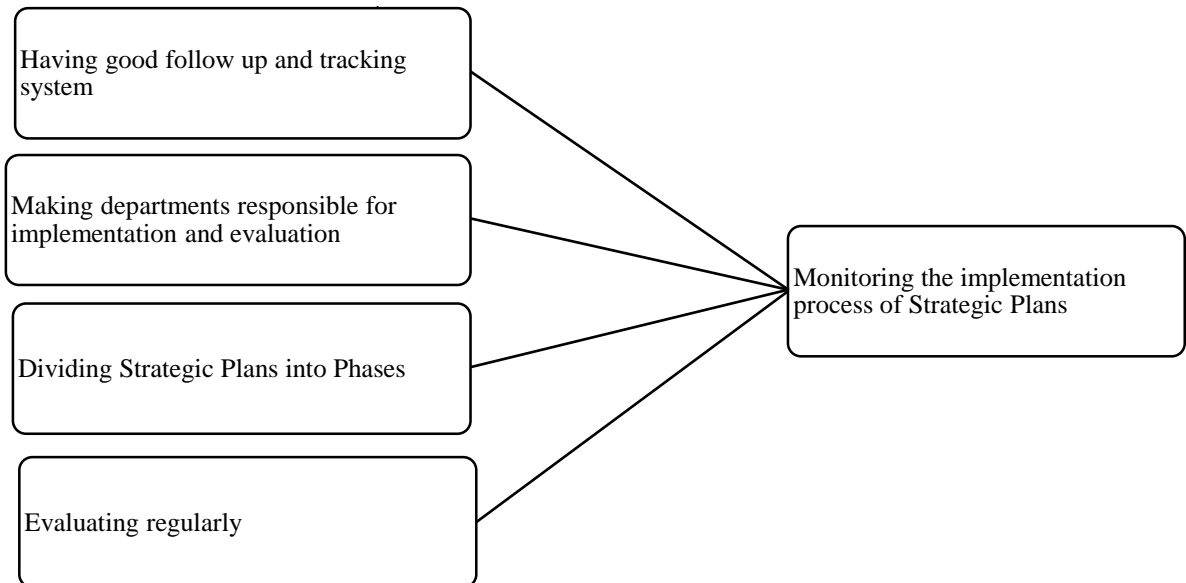 Having good follow up and tracking
system
Making departments responsible for
implementation and evaluation
Monitoring the implementation
process of Strategic Plans
Dividing Strategic Plans into Phases
Evaluating regularly